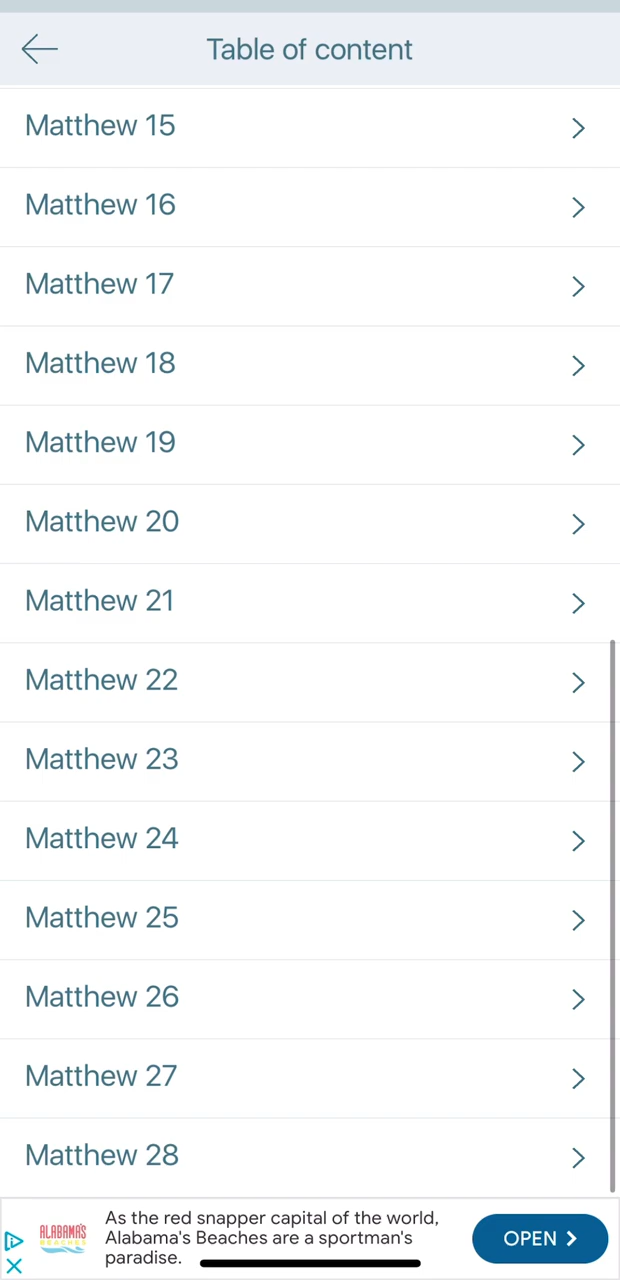 Table of content
Matthew 15
Matthew 16
Matthew 17
Matthew 18
Matthew 19
Matthew 20
Matthew 21
Matthew 22
Matthew 23
Matthew 24
Matthew 25
Matthew 26
Matthew 27
Matthew 28
ALABAMA'S
BEACHES
As the red snapper capital of the world,
Alabama's Beaches are a sportman's
paradise.
OPEN